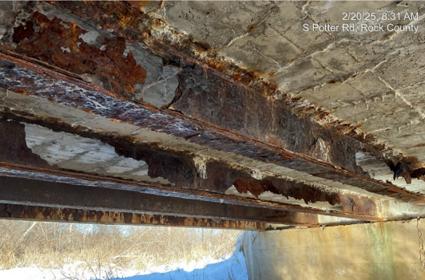 2/20/25, 8:31 AM
S Potter Rd, Rock County